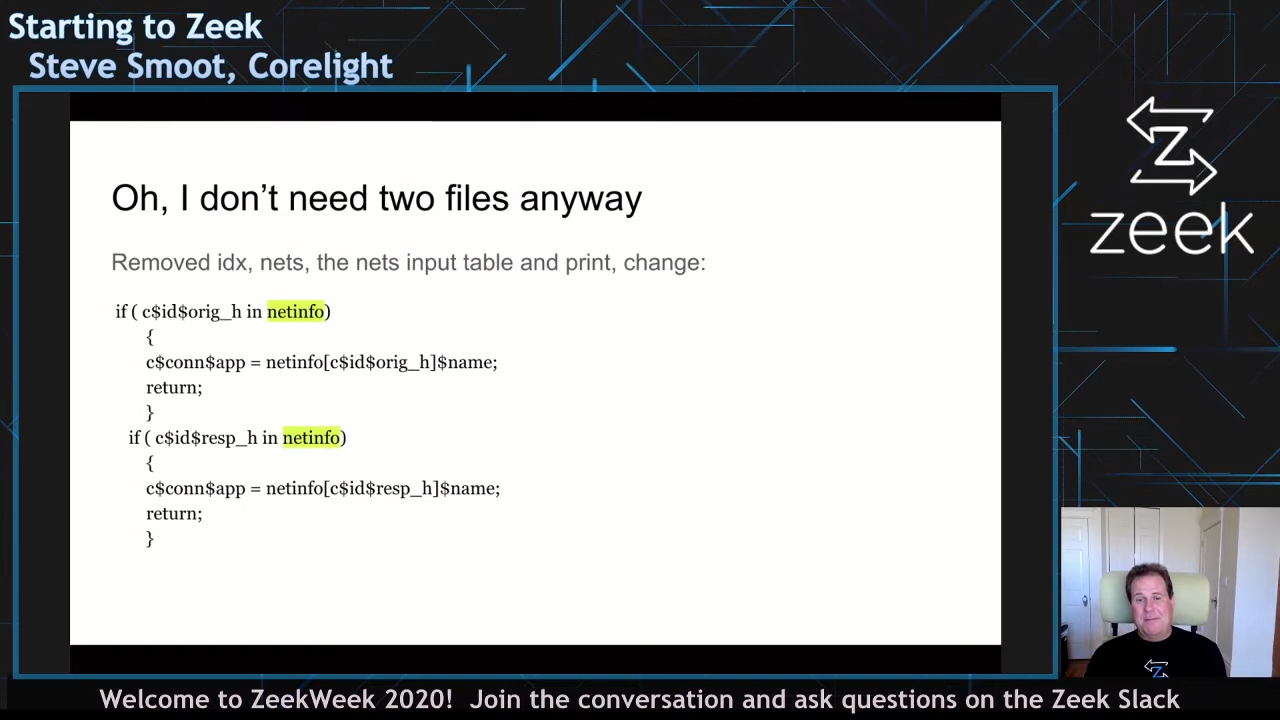 Starting to Zeek
Steve Smoot, Corelight
Z
zeek
Oh, I don’t need two files anyway
Removed idx, nets, the nets input table and print, change:
if ( c$id$orig_h in netinfo)
{
c$conn$app = netinfo[c$id$orig_h]$name;
return;
}
if ( c$id$resp_h in netinfo)
{
c$conn$app = netinfo[c$id$resp_h]$name;
return;
}
Z
Welcome to ZeekWeek 2020! Join the conversation and ask questions on the Zeek Slack